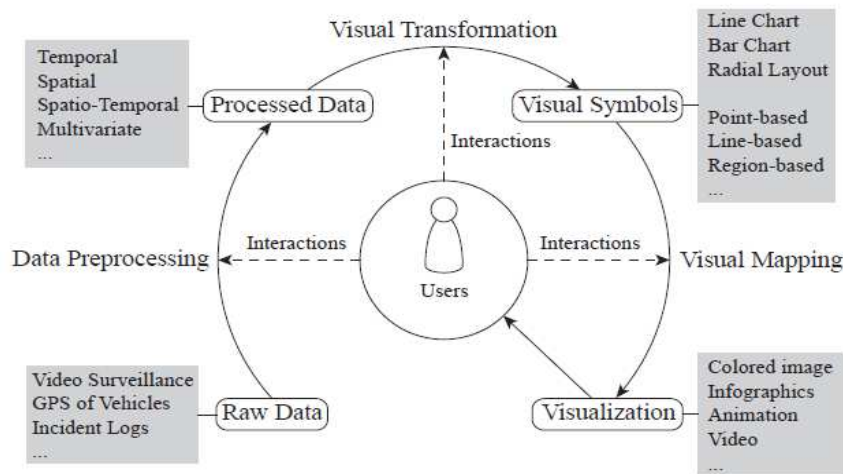 Visual Transformation
Temporal
Spatial
Spatio-Temporal
Multivariate
...
Processed Data
Visual Symbols
Line Chart
Bar Chart
Radial Layout
Point-based
Line-based
Region-based
...
Interactions
Data Preprocessing
Interactions
Users
Interactions
Visual Mapping
Video Surveillance
GPS of Vehicles
Incident Logs
...
Raw Data
Visualization
Colored image
Infographics
Animation
Video
...